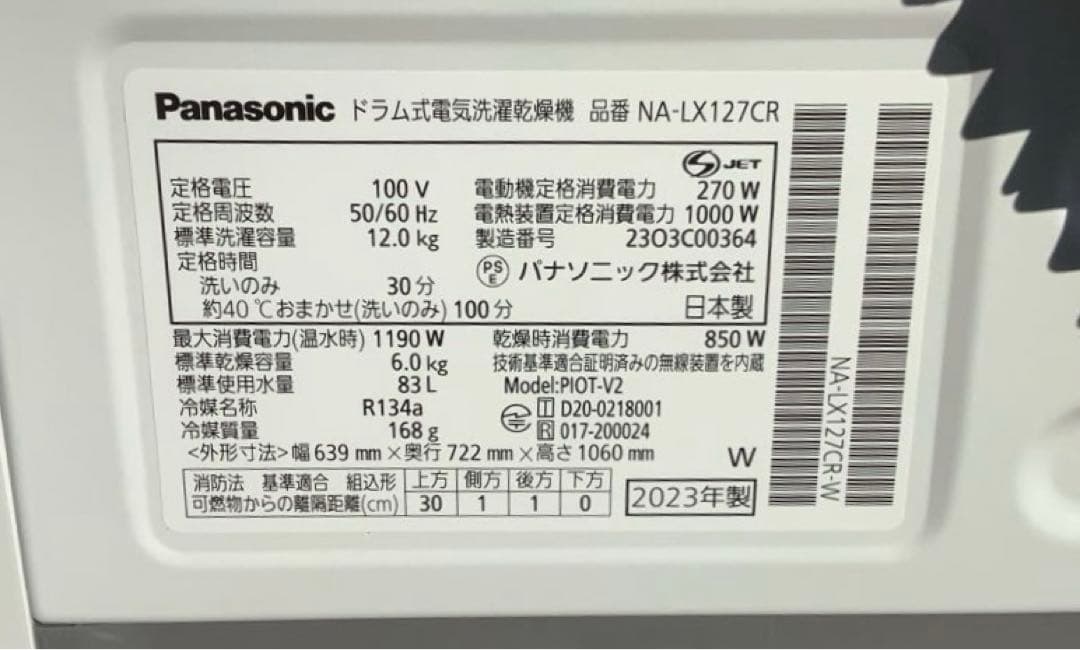 Panasonic ドラム式電気洗濯乾燥機 品番 NA-LX127CR
S JET
定格電圧 100 V 電動機定格消費電力 270 W
定格周波数 50/60 Hz 電熱装置定格消費電力 1000 W
標準洗濯容量 12.0 kg 製造番号 2303C00364
定格時間 PSE パナソニック株式会社
洗いのみ 30 分
約40 ℃おまかせ(洗いのみ) 100 分 日本製
最大消費電力(温水時) 1190 W 乾燥時消費電力 850 W
標準乾燥容量 6.0 kg 技術基準適合証明済みの無線装置を内蔵
標準使用水量 83 L Model:PIOT-V2
冷媒名称 R134a T D20-0218001
冷媒質量 168 g R 017-200024
<外形寸法>幅 639 mm×奥行 722 mm×高さ 1060 mm W
消防法 基準適合 組込形 上方 側方 後方 下方
可燃物からの離隔距離(cm) 30 1 1 0
2023年製
NA-LX127CR-W